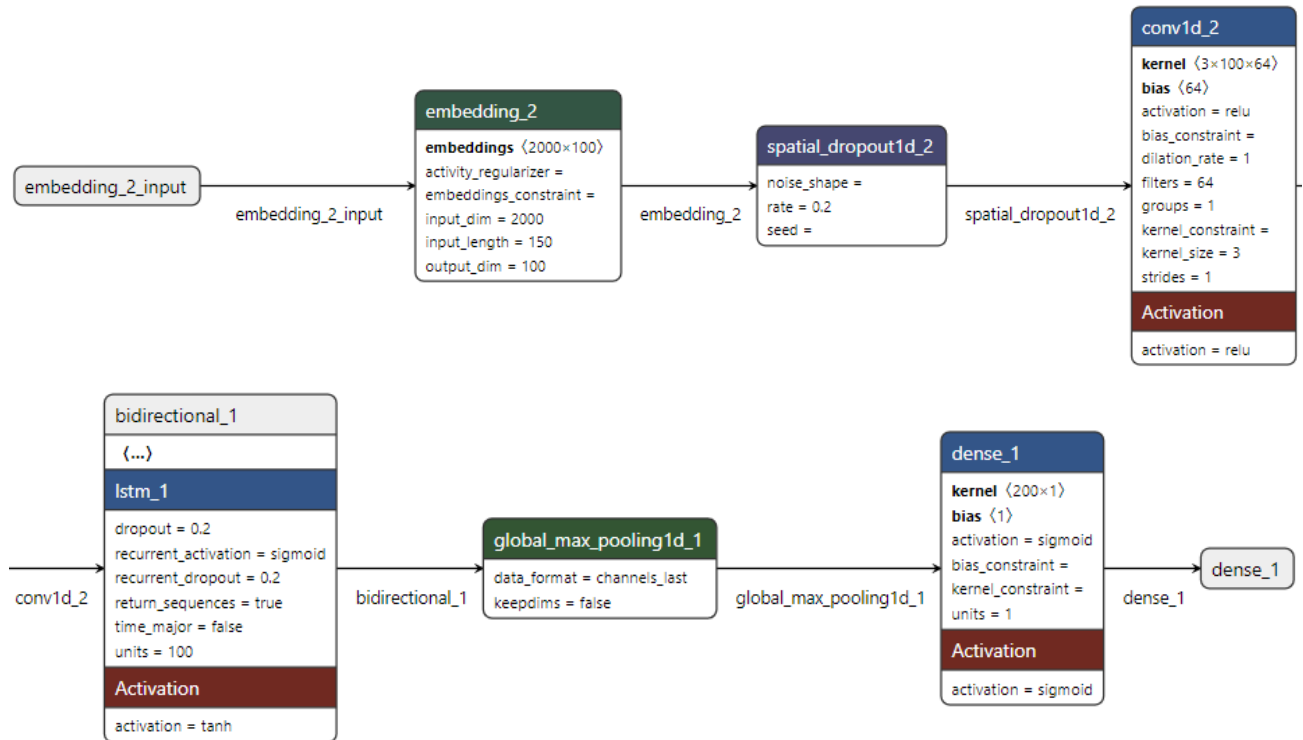 embedding_2_input
embedding_2_input
embedding_2
embeddings 〈2000×100〉
activity_regularizer =
embeddings_constraint =
input_dim = 2000
input_length = 150
output_dim = 100
embedding_2
spatial_dropout1d_2
noise_shape =
rate = 0.2
seed =
spatial_dropout1d_2
conv1d_2
kernel 〈3×100×64〉
bias 〈64〉
activation = relu
bias_constraint =
dilation_rate = 1
filters = 64
groups = 1
kernel_constraint =
kernel_size = 3
strides = 1
Activation
activation = relu
conv1d_2
bidirectional_1
〈...〉
lstm_1
dropout = 0.2
recurrent_activation = sigmoid
recurrent_dropout = 0.2
return_sequences = true
time_major = false
units = 100
Activation
activation = tanh
bidirectional_1
global_max_pooling1d_1
data_format = channels_last
keepdims = false
global_max_pooling1d_1
dense_1
kernel 〈200×1〉
bias 〈1〉
activation = sigmoid
bias_constraint =
kernel_constraint =
units = 1
Activation
activation = sigmoid
dense_1
dense_1